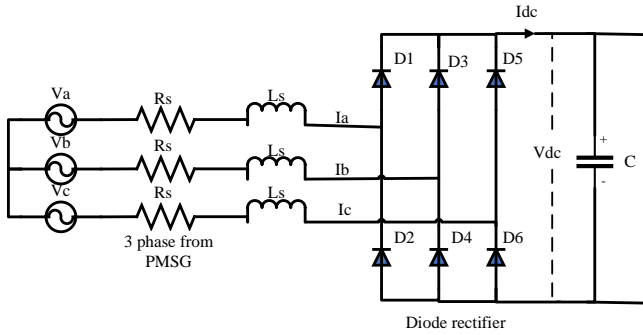 Idc
D1
D3
D5
Va
Rs
Ls
Ia
Vb
Rs
Ls
Ib
Vdc
+
C
-
Vc
Rs
Ls
Ic
3 phase from
PMSG
D2
D4
D6
Diode rectifier